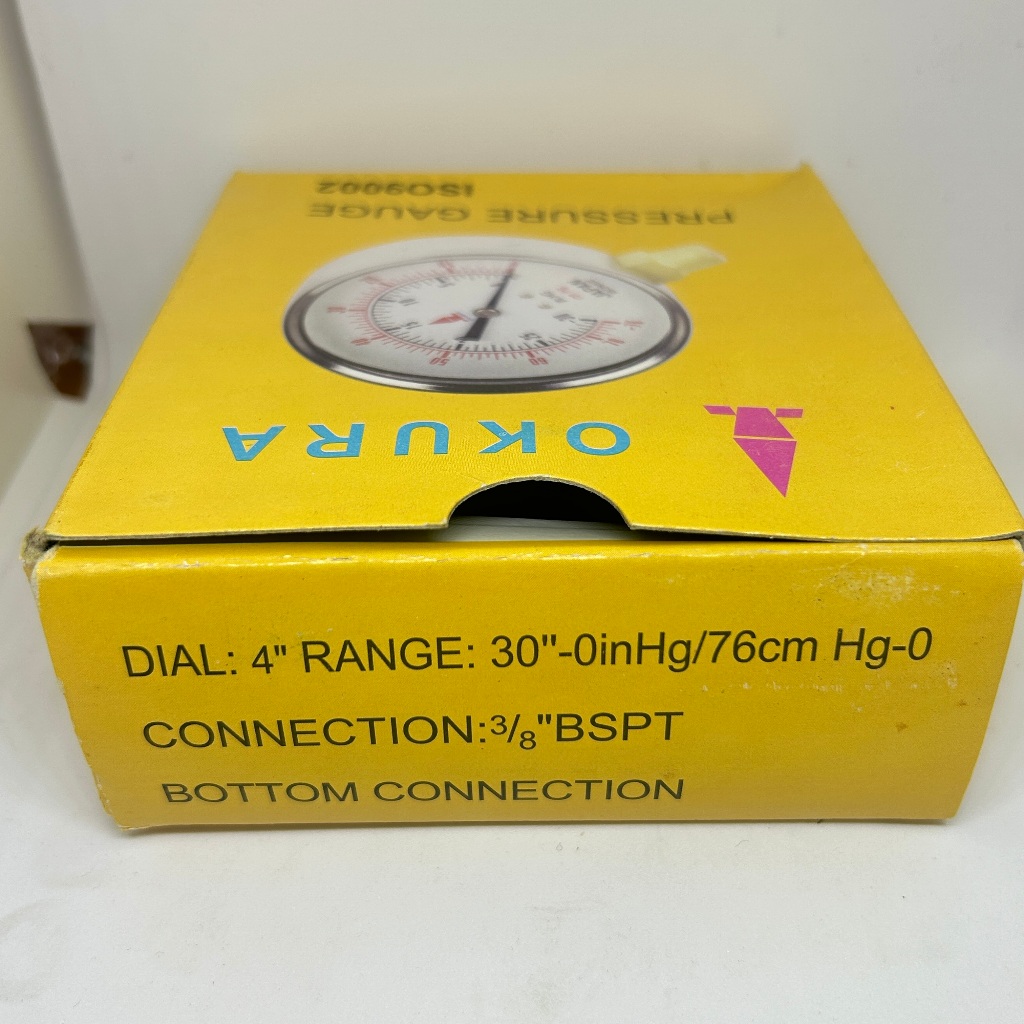 ISO9002
PRESSURE GAUGE
OKURA
DIAL: 4" RANGE: 30"-0inHg/76cm Hg-0
CONNECTION:3/8"BSPT
BOTTOM CONNECTION